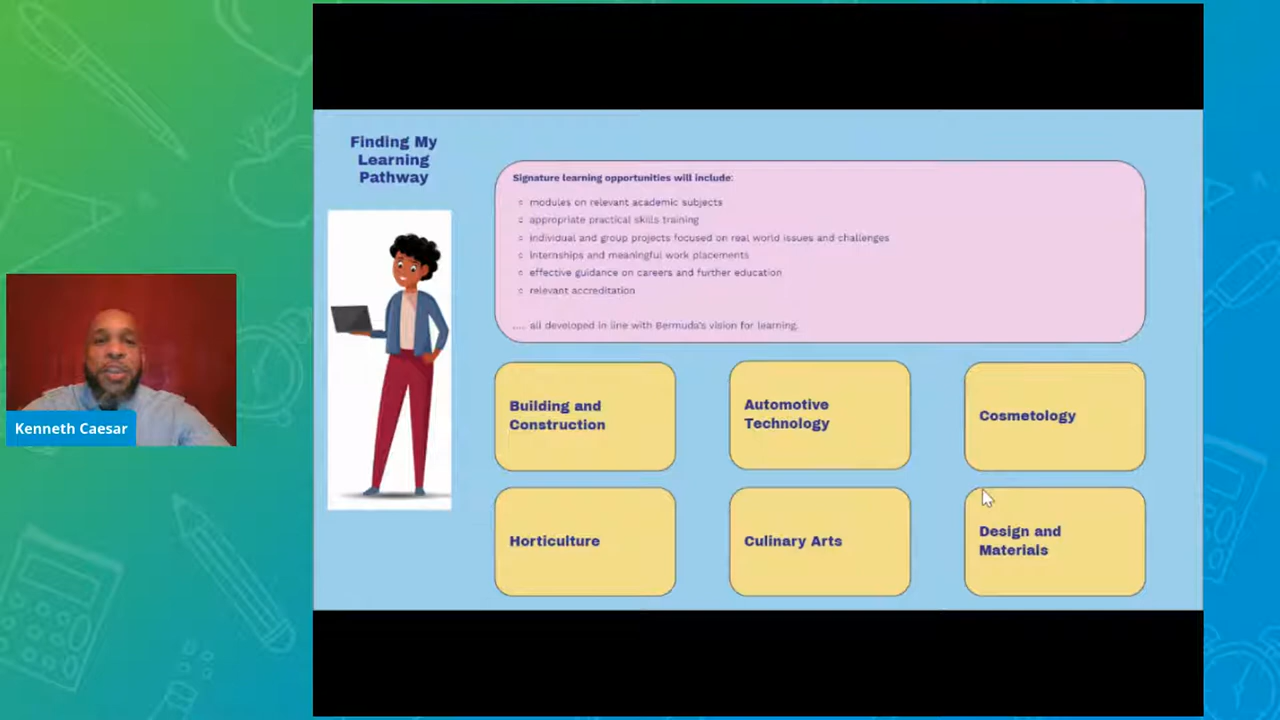 Finding My
Learning
Pathway
Signature learning opportunities will include:
modules on relevant academic subjects
appropriate practical skills training
individual and group projects focused on real world issues and challenges
internships and meaningful work placements
effective guidance on careers and further education
relevant accreditation
.... all developed in line with Bermuda's vision for learning.
Building and
Construction
Automotive
Technology
Cosmetology
Horticulture
Culinary Arts
Design and
Materials
Kenneth Caesar